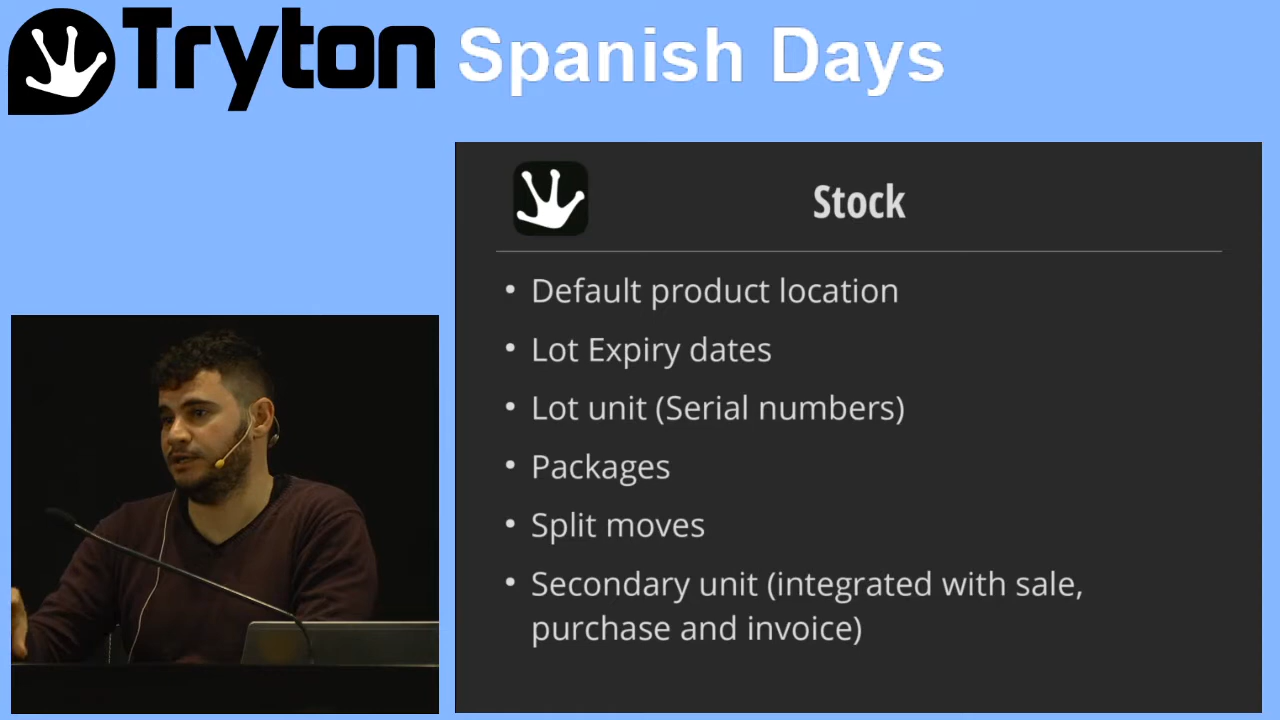 Tryton Spanish Days
Stock
• Default product location
• Lot Expiry dates
• Lot unit (Serial numbers)
• Packages
• Split moves
• Secondary unit (integrated with sale,
purchase and invoice)